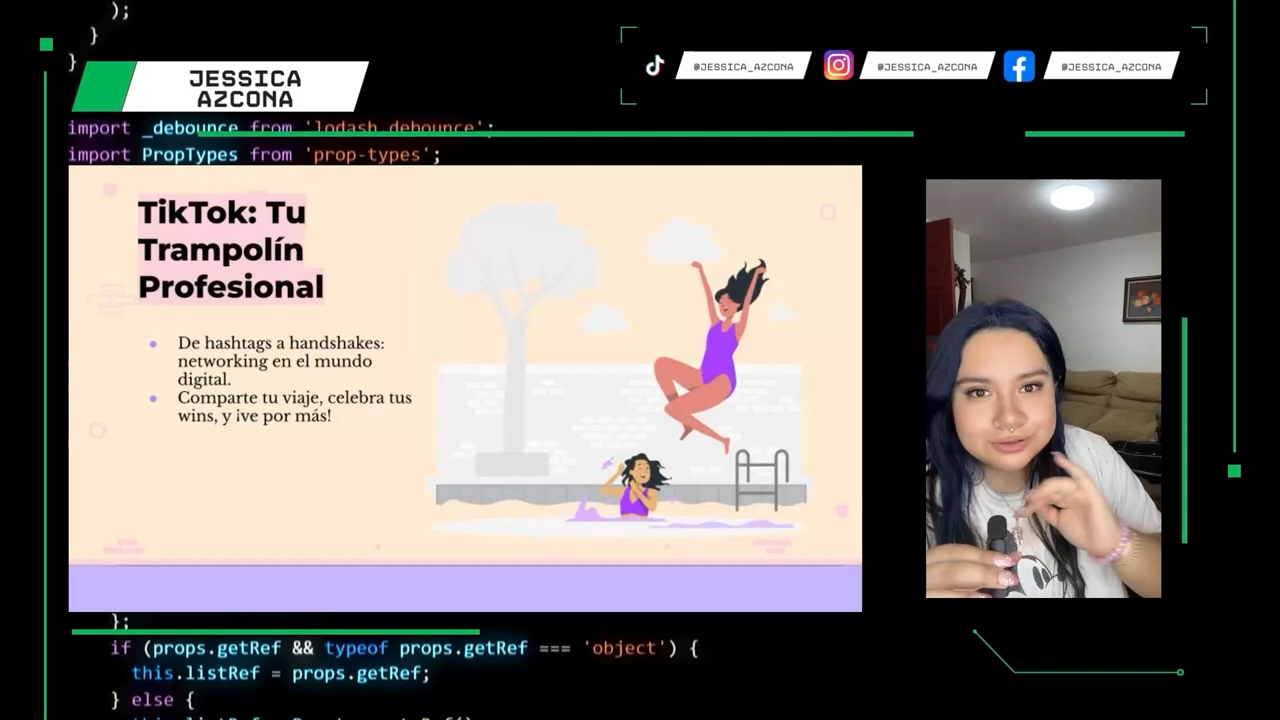 );
}
}
JESSICA
AZCONA
@JESSICA_AZCONA
@JESSICA_AZCONA
@JESSICA_AZCONA
import _debounce from 'lodash.debounce';
import PropTypes from 'prop-types';
TikTok: Tu
Trampolín
Profesional
De hashtags a handshakes:
networking en el mundo
digital.
Comparte tu viaje, celebra tus
wins, y ¡ve por más!
};
if (props.getRef && typeof props.getRef === 'object') {
this.listRef = props.getRef;
} else {